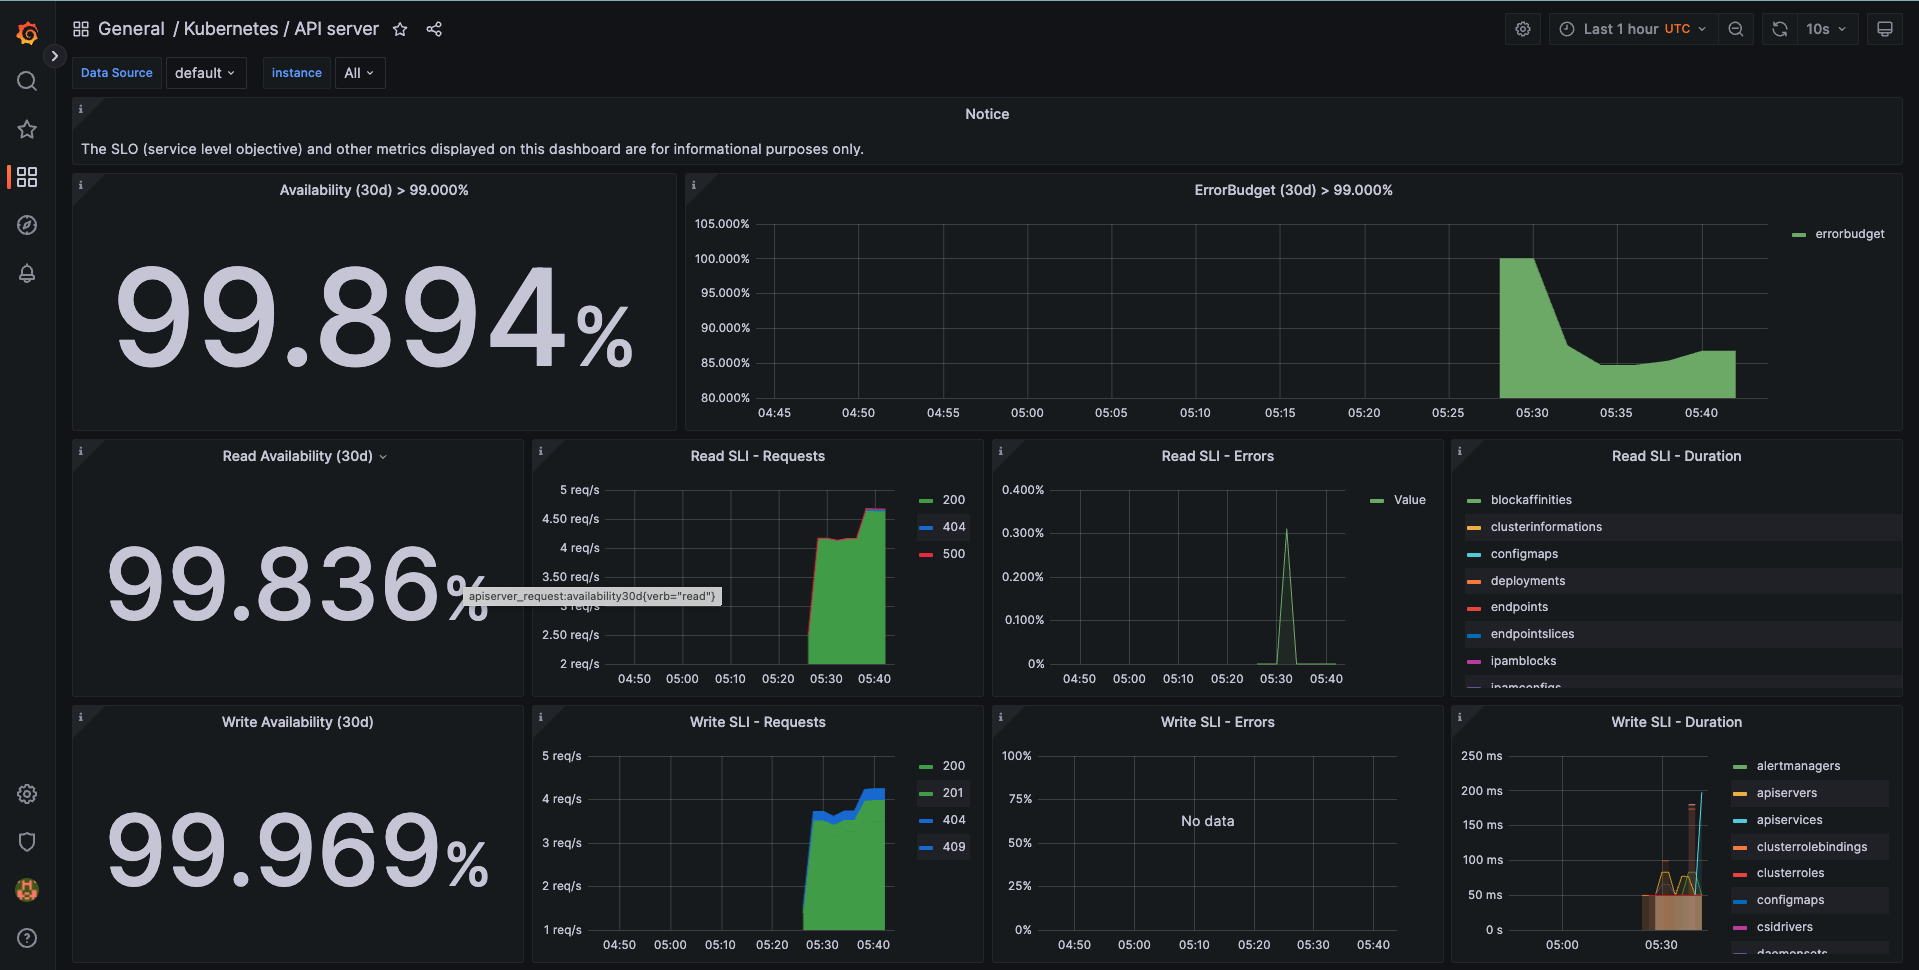 General / Kubernetes / API server
Last 1 hour UTC
10s
Data Source
default
instance
All
Notice
The SLO (service level objective) and other metrics displayed on this dashboard are for informational purposes only.
Availability (30d) > 99.000%
99.894%
ErrorBudget (30d) > 99.000%
105.000%
100.000%
95.000%
90.000%
85.000%
80.000%
04:45 04:50 04:55 05:00 05:05 05:10 05:15 05:20 05:25 05:30 05:35 05:40
errorbudget
Read Availability (30d)
99.836%
apiserver_request:availability30d{verb="read"}
Read SLI - Requests
5 req/s
4.50 req/s
4 req/s
3.50 req/s
3 req/s
2.50 req/s
2 req/s
04:50 05:00 05:10 05:20 05:30 05:40
200
404
500
Read SLI - Errors
0.400%
0.300%
0.200%
0.100%
0%
04:50 05:00 05:10 05:20 05:30 05:40
Value
Read SLI - Duration
blockaffinities
clusterinformations
configmaps
deployments
endpoints
endpointslices
ipamblocks
ipamconfigs
Write Availability (30d)
99.969%
Write SLI - Requests
5 req/s
4 req/s
3 req/s
2 req/s
1 req/s
04:50 05:00 05:10 05:20 05:30 05:40
200
201
404
409
Write SLI - Errors
100%
75%
50%
25%
0%
No data
04:50 05:00 05:10 05:20 05:30 05:40
Write SLI - Duration
250 ms
200 ms
150 ms
100 ms
50 ms
0 s
05:00 05:30
alertmanagers
apiservers
apiservices
clusterrolebindings
clusterroles
configmaps
csidrivers
daemonsets